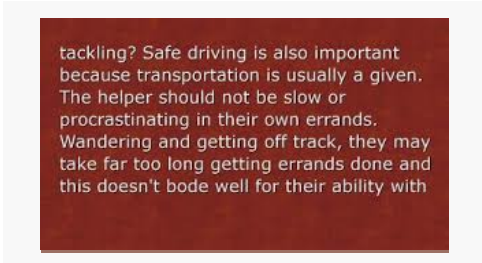 tackling? Safe driving is also important
because transportation is usually a given.
The helper should not be slow or
procrastinating in their own errands.
Wandering and getting off track, they may
take far too long getting errands done and
this doesn't bode well for their ability with